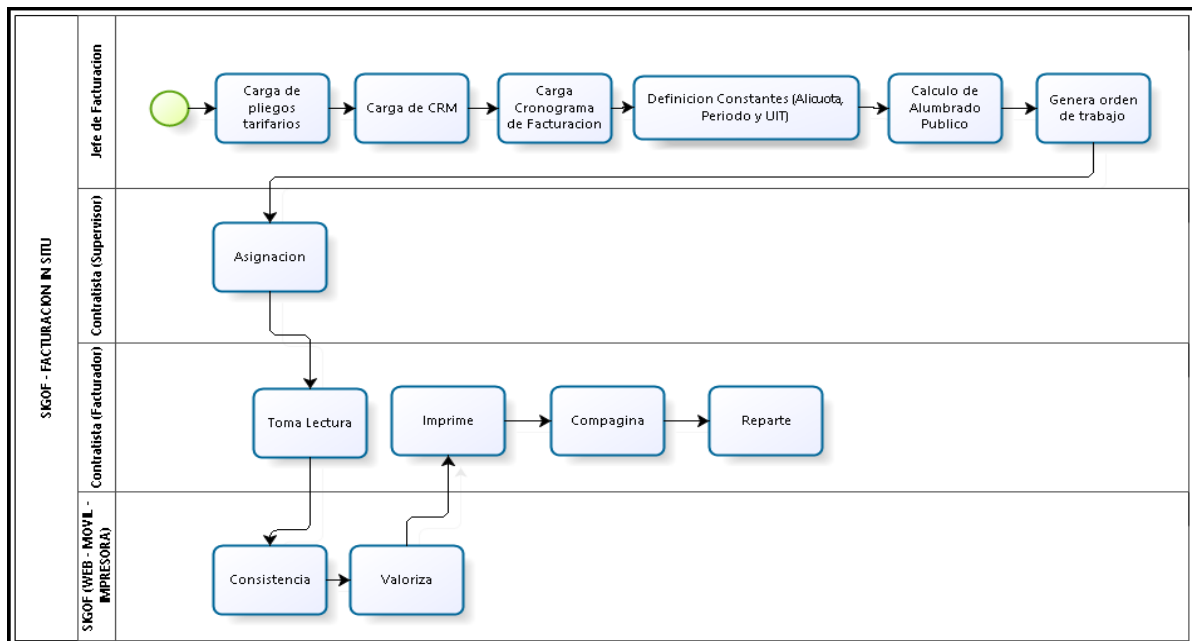 SIGOF - FACTURACION IN SITU
Jefe de Facturacion
Carga de
pliegos
tarifarios
Carga de CRM
Carga
Cronograma
de Facturacion
Definicion Constantes (Alicuota,
Periodo y UIT)
Calculo de
Alumbrado
Publico
Genera orden
de trabajo
Contratista (Supervisor)
Asignacion
Contratista (Facturador)
Toma Lectura
Imprime
Compagina
Reparte
SIGOF (WEB - MOVIL -
IMPRESORA)
Consistencia
Valoriza